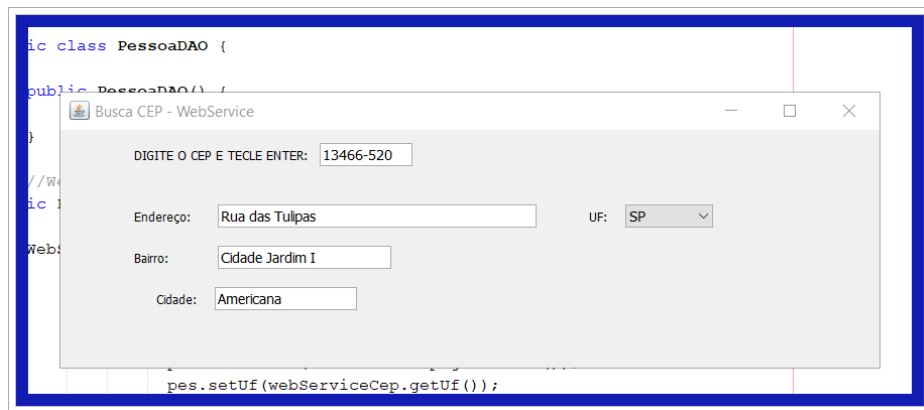 ic class PessoaDAO {
public PessoaDAO() {
Busca CEP - WebService
}
DIGITE O CEP E TECLE ENTER: 13466-520
//We
ic
Endereço: Rua das Tulipas UF: SP
WebS
Bairro: Cidade Jardim I
Cidade: Americana
pes.setUf(webServiceCep.getUf());